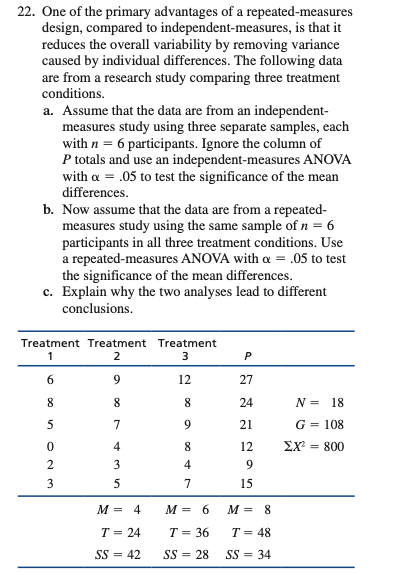 22. One of the primary advantages of a repeated-measures
design, compared to independent-measures, is that it
reduces the overall variability by removing variance
caused by individual differences. The following data
are from a research study comparing three treatment
conditions.
a. Assume that the data are from an independent-
measures study using three separate samples, each
with n = 6 participants. Ignore the column of
P totals and use an independent-measures ANOVA
with α = .05 to test the significance of the mean
differences.
b. Now assume that the data are from a repeated-
measures study using the same sample of n = 6
participants in all three treatment conditions. Use
a repeated-measures ANOVA with α = .05 to test
the significance of the mean differences.
c. Explain why the two analyses lead to different
conclusions.
Treatment Treatment Treatment
1 2 3 P
6 9 12 27
8 8 8 24 N = 18
5 7 9 21 G = 108
0 4 8 12 ΣX² = 800
2 3 4 9
3 5 7 15
M = 4 M = 6 M = 8
T = 24 T = 36 T = 48
SS = 42 SS = 28 SS = 34